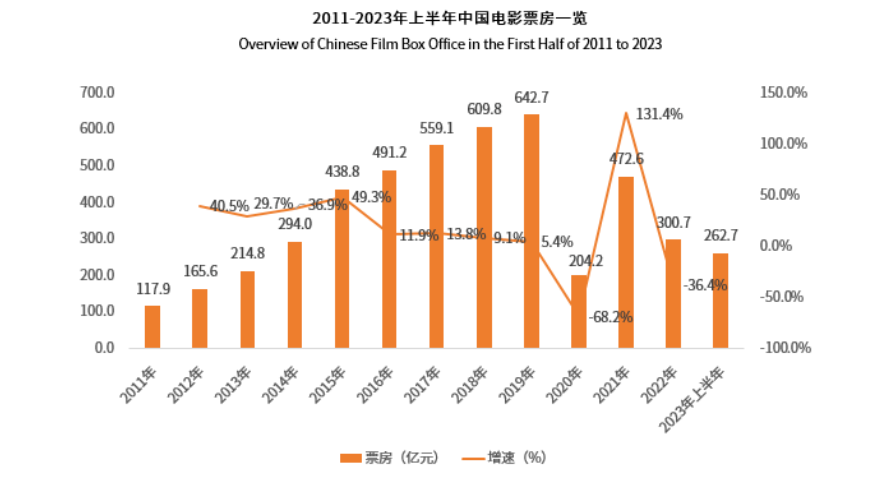 2011-2023年上半年中国电影票房一览
Overview of Chinese Film Box Office in the First Half of 2011 to 2023
700.0
600.0
500.0
400.0
300.0
200.0
100.0
0.0
150.0%
100.0%
50.0%
0.0%
-50.0%
-100.0%
117.9
165.6
214.8
294.0
438.8
491.2
559.1
609.8
642.7
204.2
472.6
300.7
262.7
40.5%
29.7%
36.9%
49.3%
11.9%
13.8%
9.1%
5.4%
-68.2%
131.4%
-36.4%
2011年
2012年
2013年
2014年
2015年
2016年
2017年
2018年
2019年
2020年
2021年
2022年
2023年上半年
票房（亿元）
增速（%）